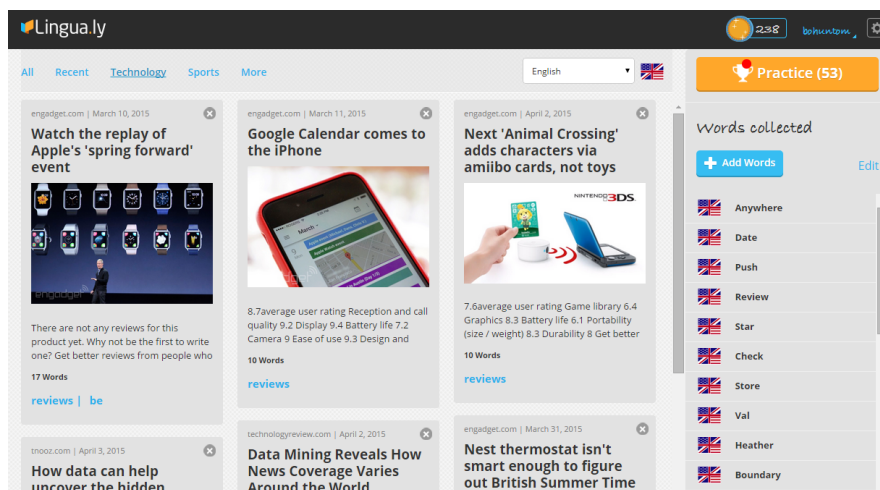 Lingua.ly
238
bohuntom
All Recent Technology Sports More
English
Practice (53)
Words collected
Add Words
Edit
Anywhere
Date
Push
Review
Star
Check
Store
Val
Heather
Boundary
engadget.com | March 10, 2015
Watch the replay of
Apple's 'spring forward'
event
engadget
There are not any reviews for this
product yet. Why not be the first to write
one? Get better reviews from people who
17 Words
reviews | be
tnooz.com | April 3, 2015
How data can help
uncover the hidden
engadget.com | March 11, 2015
Google Calendar comes to
the iPhone
March
engadget
8.7average user rating Reception and call
quality 9.2 Display 9.4 Battery life 7.2
Camera 9 Ease of use 9.3 Design and
10 Words
reviews
technologyreview.com | April 2, 2015
Data Mining Reveals How
News Coverage Varies
Around the World
engadget.com | April 2, 2015
Next 'Animal Crossing'
adds characters via
amiibo cards, not toys
NINTENDO3DS
7.6average user rating Game library 6.4
Graphics 8.3 Battery life 6.1 Portability
(size / weight) 8.3 Durability 8 Get better
10 Words
reviews
engadget.com | March 31, 2015
Nest thermostat isn't
smart enough to figure
out British Summer Time